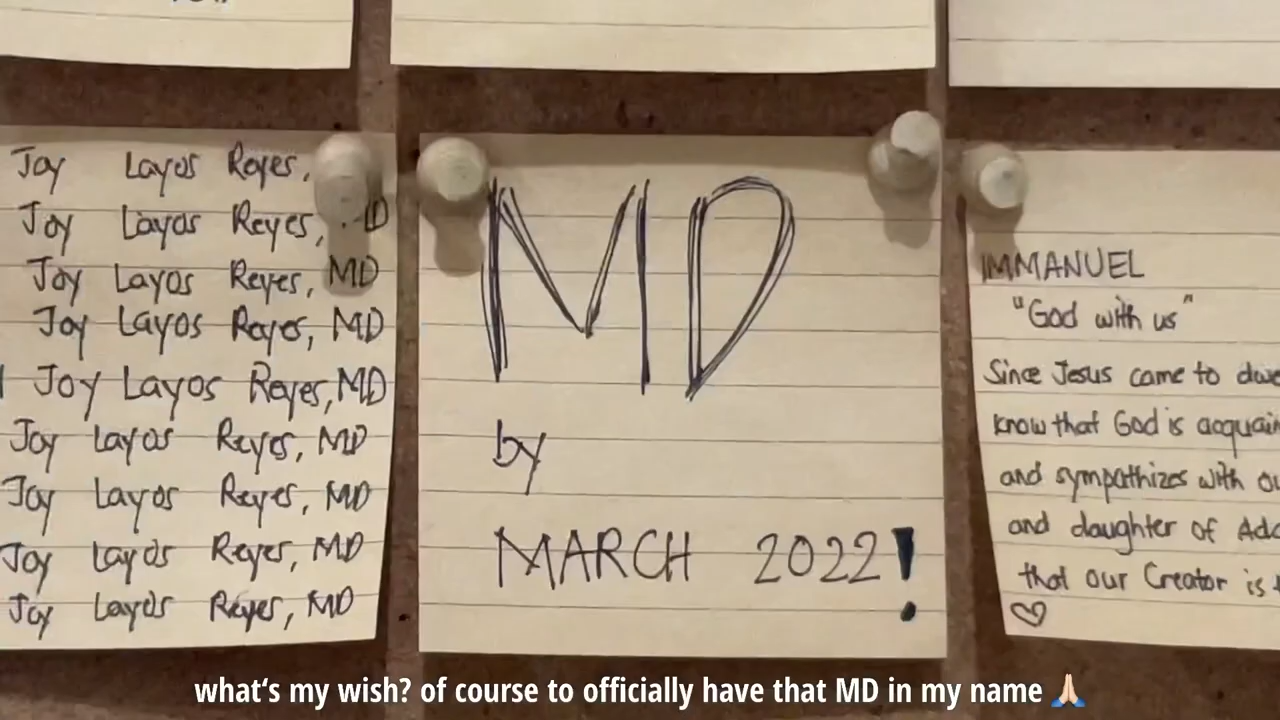 Joy Layos Reyes,
Joy Layos Reyes, MD
Joy Layos Reyes, MD
Joy Layos Reyes, MD
Joy Layos Reyes, MD
Joy Layos Reyes, MD
Joy Layos Reyes, MD
Joy Layos Reyes, MD
Joy Layos Reyes, MD
MD
by
MARCH 2022!
IMMANUEL
"God with us"
Since Jesus came to
know that God is
and sympathizes with
and daughter of
that our Creator is
♡
what's my wish? of course to officially have that MD in my name 🙏🏻